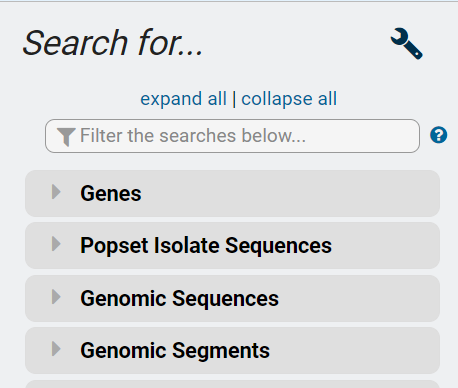 Search for...
expand all | collapse all
Filter the searches below...
Genes
Popset Isolate Sequences
Genomic Sequences
Genomic Segments